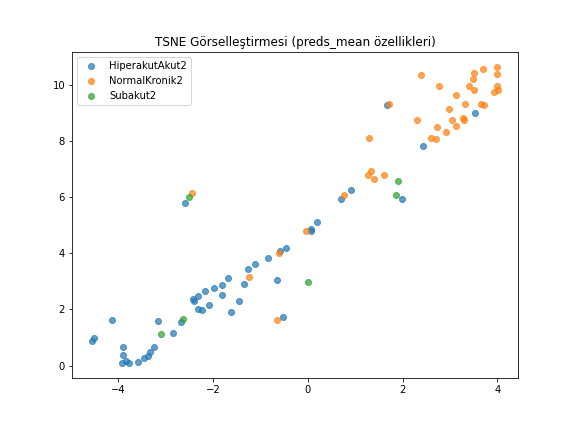 TSNE Görselleştirmesi (preds_mean özellikleri)
HiperakutAkut2
NormalKronik2
Subakut2
10
8
6
4
2
0
−4 −2 0 2 4